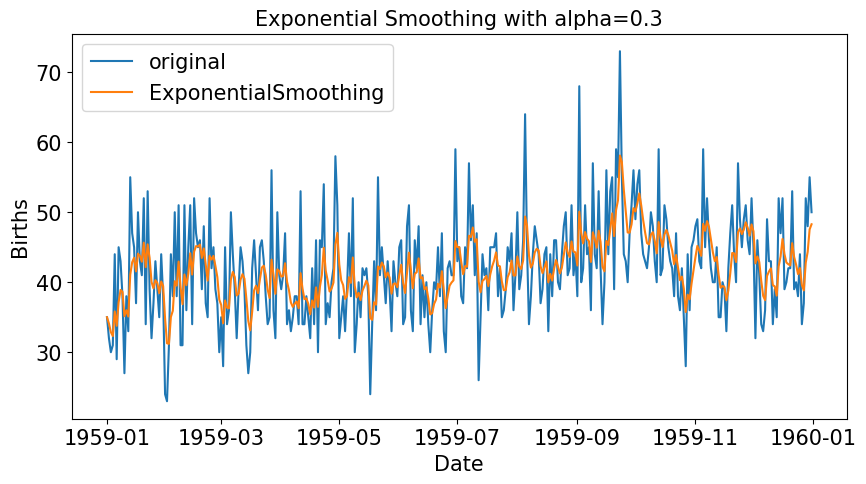 Exponential Smoothing with alpha=0.3
original
ExponentialSmoothing
70
60
50
40
30
Births
1959-01 1959-03 1959-05 1959-07 1959-09 1959-11 1960-01
Date